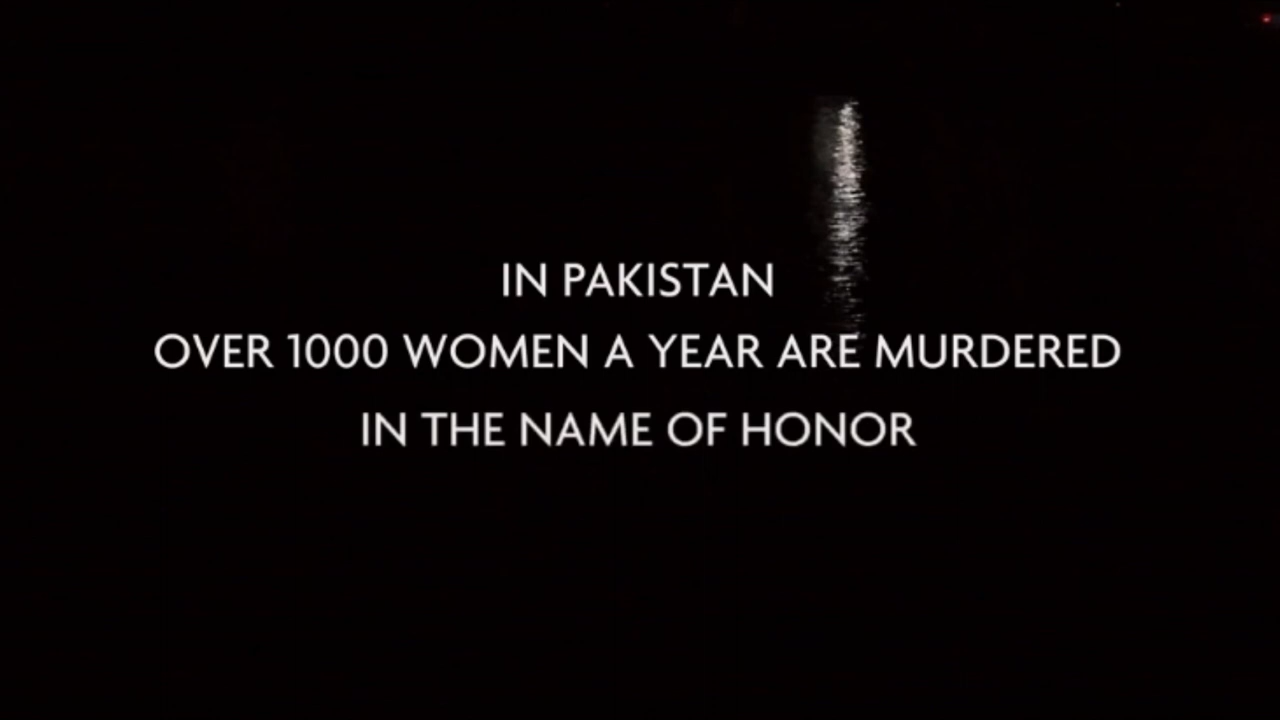 IN PAKISTAN
OVER 1000 WOMEN A YEAR ARE MURDERED
IN THE NAME OF HONOR